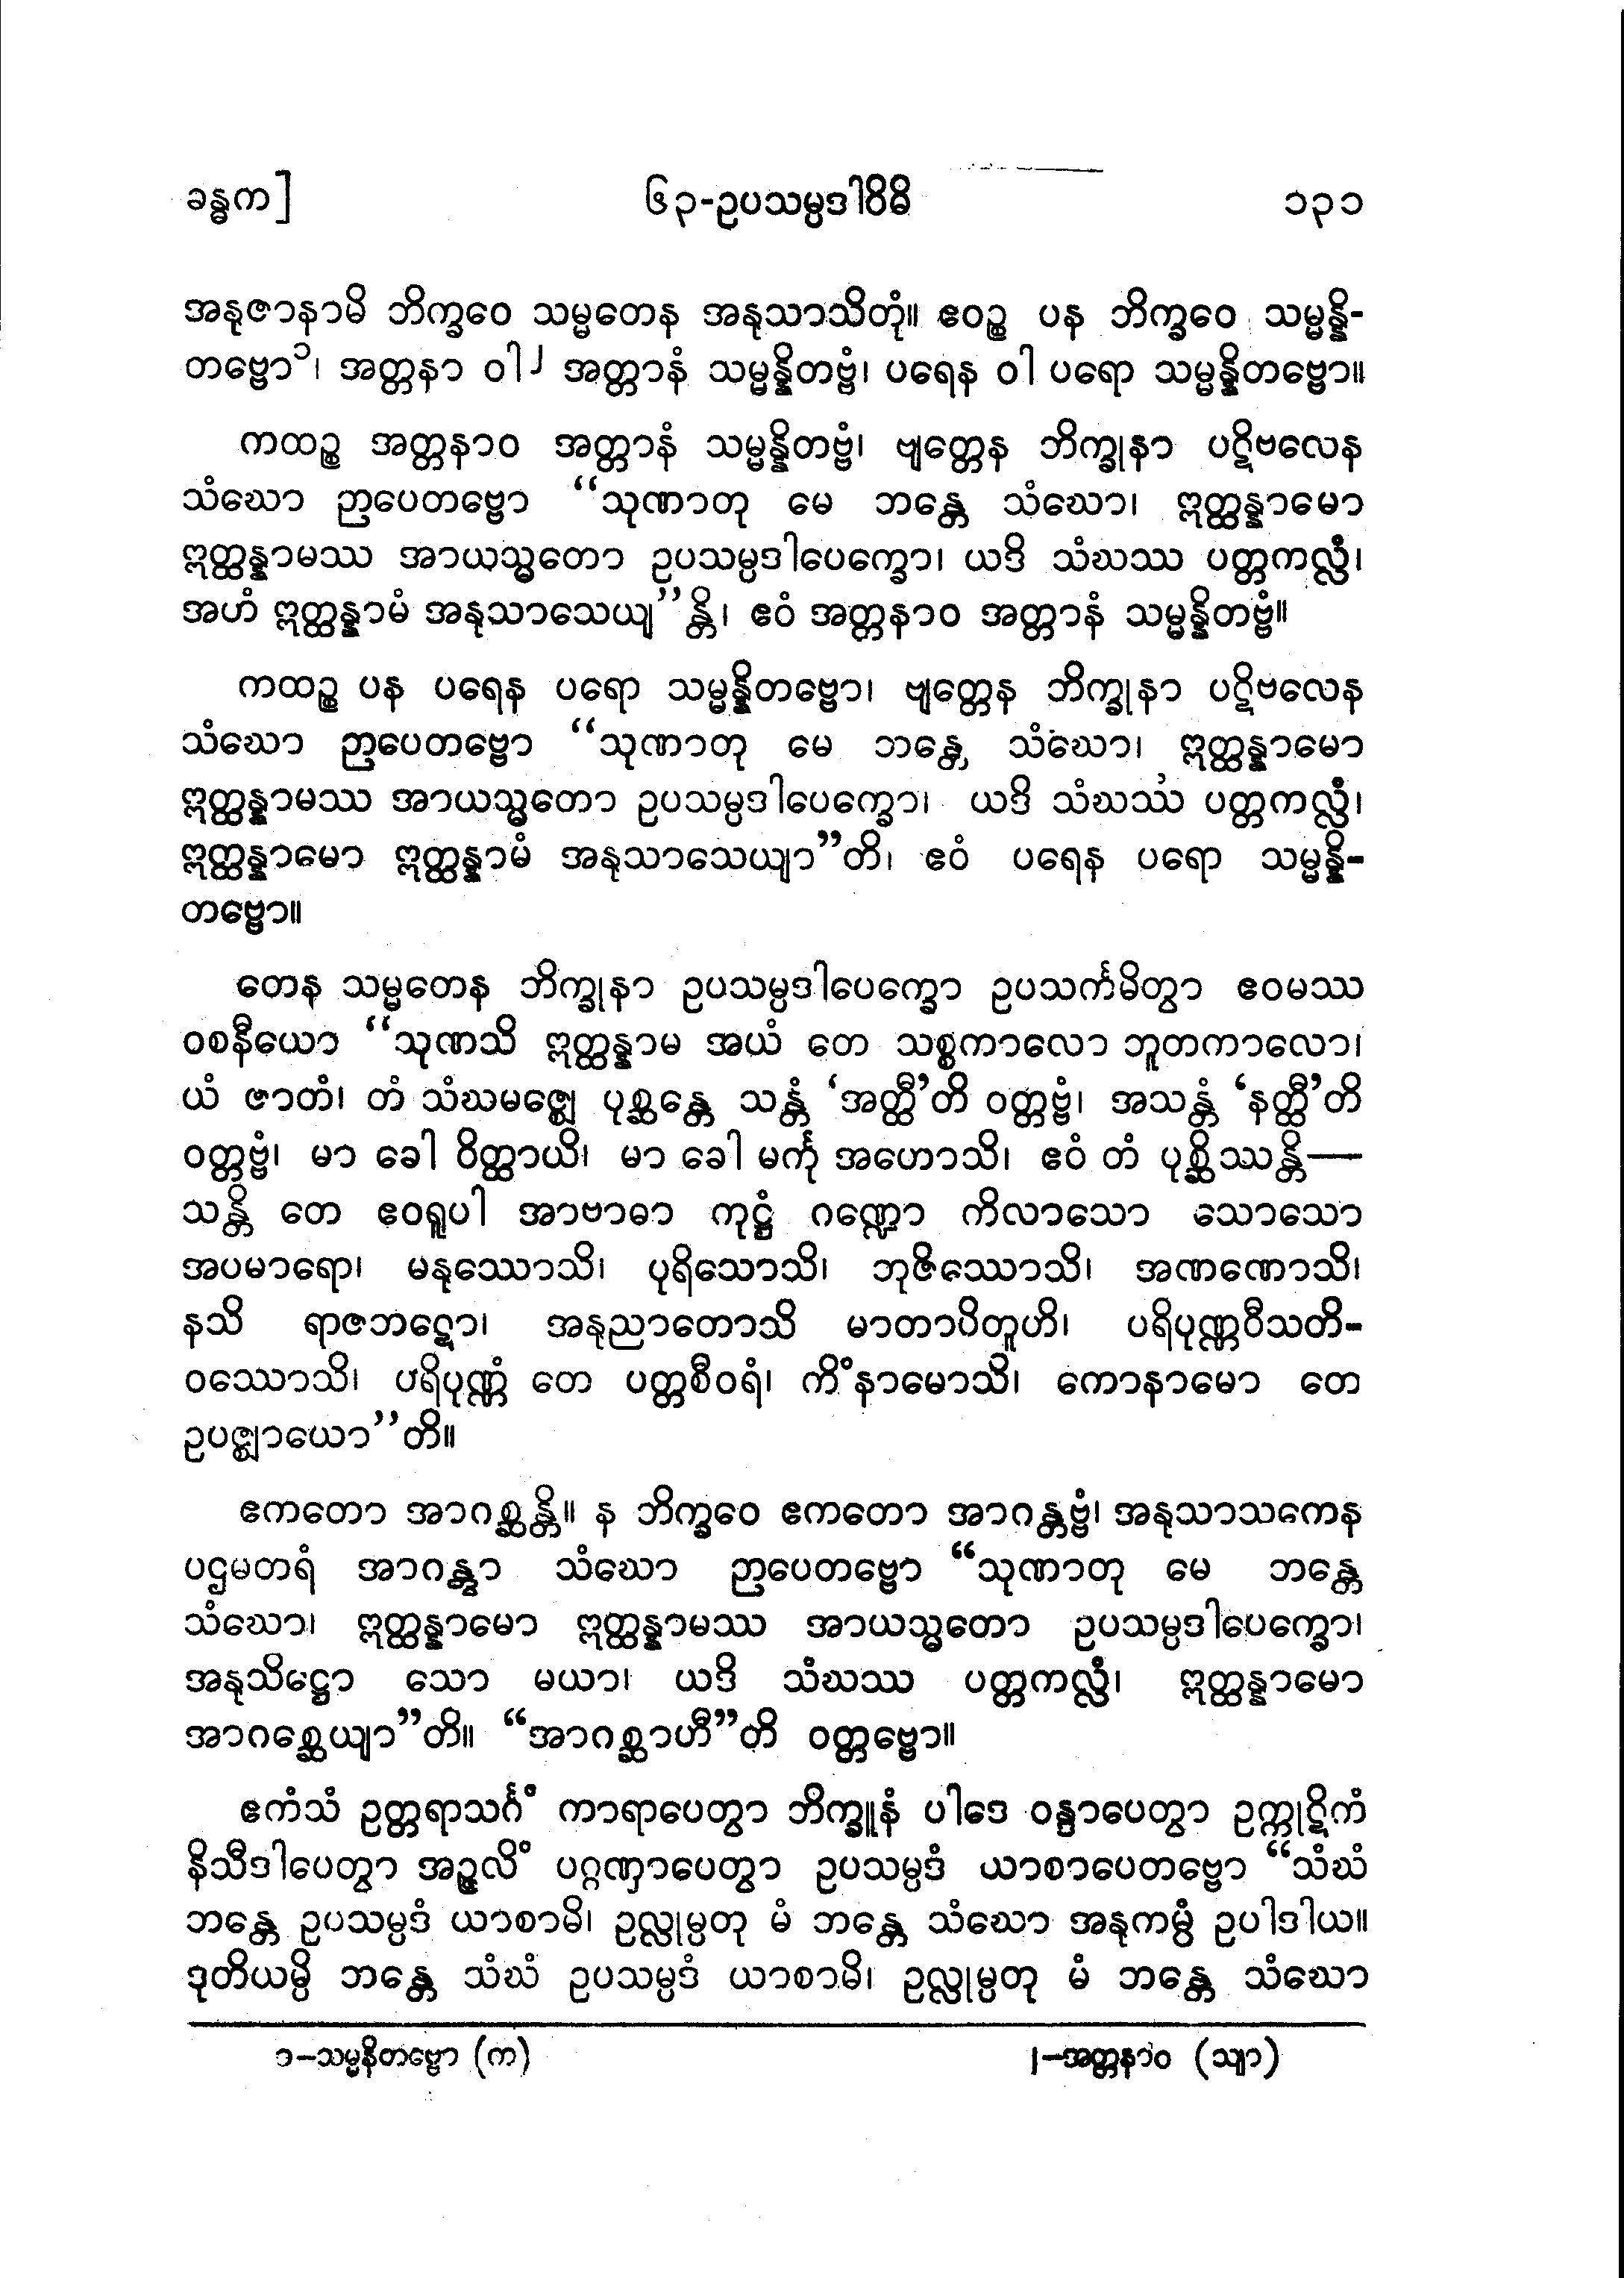 ခန္ဓက]
၆၃-ဥပသမ္ပဒါဝိဓိ
၁၃၁
အနုဇာနာမိ ဘိက္ခဝေ သမ္မတေန အနုသာသိတုံ။ ဧဝဉ္စ ပန ဘိက္ခဝေ သမ္မန္နိ-
တဗ္ဗော၁၊ အတ္တနာ ဝါ၂ အတ္တာနံ သမ္မန္နိတဗ္ဗံ၊ ပရေန ဝါ ပရော သမ္မန္နိတဗ္ဗော။
ကထဉ္စ အတ္တနာဝ အတ္တာနံ သမ္မန္နိတဗ္ဗံ၊ ဗျတ္တေန ဘိက္ခုနာ ပဋိဗလေန
သံဃော ဉာပေတဗ္ဗော “သုဏာတု မေ ဘန္တေ သံဃော၊ ဣတ္ထန္နာမော
ဣတ္ထန္နာမဿ အာယသ္မတော ဥပသမ္ပဒါပေက္ခော၊ ယဒိ သံဃဿ ပတ္တကလ္လံ၊
အဟံ ဣတ္ထန္နာမံ အနုသာသေယျ”န္တိ၊ ဧဝံ အတ္တနာဝ အတ္တာနံ သမ္မန္နိတဗ္ဗံ။
ကထဉ္စ ပန ပရေန ပရော သမ္မန္နိတဗ္ဗော၊ ဗျတ္တေန ဘိက္ခုနာ ပဋိဗလေန
သံဃော ဉာပေတဗ္ဗော “သုဏာတု မေ ဘန္တေ သံဃော၊ ဣတ္ထန္နာမော
ဣတ္ထန္နာမဿ အာယသ္မတော ဥပသမ္ပဒါပေက္ခော၊ ယဒိ သံဃဿ ပတ္တကလ္လံ၊
ဣတ္ထန္နာမော ဣတ္ထန္နာမံ အနုသာသေယျာ”တိ၊ ဧဝံ ပရေန ပရော သမ္မန္နိ-
တဗ္ဗော။
တေန သမ္မတေန ဘိက္ခုနာ ဥပသမ္ပဒါပေက္ခော ဥပသင်္ကမိတွာ ဧဝမဿ
ဝစနီယော “သုဏသိ ဣတ္ထန္နာမ အယံ တေ သစ္စကာလော ဘူတကာလော၊
ယံ ဇာတံ၊ တံ သံဃမဇ္ဈေ ပုစ္ဆန္တေ သန္တံ ‘အတ္ထီ’တိ ဝတ္တဗ္ဗံ၊ အသန္တံ ‘နတ္ထီ’တိ
ဝတ္တဗ္ဗံ၊ မာ ခေါ ဝိတ္ထာယိ၊ မာ ခေါ မင်္ကု အဟောသိ၊ ဧဝံ တံ ပုစ္ဆိဿန္တိ—
သန္တိ တေ ဧဝရူပါ အာဗာဓာ ကုဋ္ဌံ ဂဏ္ဍော ကိလာသော သောသော
အပမာရော၊ မနုဿောသိ၊ ပုရိသောသိ၊ ဘုဇိဿောသိ၊ အဏဏောသိ၊
နသိ ရာဇဘဋော၊ အနုညာတောသိ မာတာပိတူဟိ၊ ပရိပုဏ္ဏဝီသတိ-
ဝဿောသိ၊ ပရိပုဏ္ဏံ တေ ပတ္တစီဝရံ၊ ကိံနာမောသိ၊ ကောနာမော တေ
ဥပဇ္ဈာယော”တိ။
ဧကတော အာဂစ္ဆန္တိ။ န ဘိက္ခဝေ ဧကတော အာဂန္တဗ္ဗံ၊ အနုသာသကေန
ပဌမတရံ အာဂန္တွာ သံဃော ဉာပေတဗ္ဗော “သုဏာတု မေ ဘန္တေ
သံဃော၊ ဣတ္ထန္နာမော ဣတ္ထန္နာမဿ အာယသ္မတော ဥပသမ္ပဒါပေက္ခော၊
အနုသိဋ္ဌော သော မယာ၊ ယဒိ သံဃဿ ပတ္တကလ္လံ၊ ဣတ္ထန္နာမော
အာဂစ္ဆေယျာ”တိ။ “အာဂစ္ဆာဟီ”တိ ဝတ္တဗ္ဗော။
ဧကံသံ ဥတ္တရာသင်္ဂံ ကာရာပေတွာ ဘိက္ခူနံ ပါဒေ ဝန္ဒာပေတွာ ဥက္ကုဋိကံ
နိသီဒါပေတွာ အဉ္ဇလိံ ပဂ္ဂဏှာပေတွာ ဥပသမ္ပဒံ ယာစာပေတဗ္ဗော “သံဃံ
ဘန္တေ ဥပသမ္ပဒံ ယာစာမိ၊ ဥလ္လုမ္ပတု မံ ဘန္တေ သံဃော အနုကမ္ပံ ဥပါဒါယ။
ဒုတိယမ္ပိ ဘန္တေ သံဃံ ဥပသမ္ပဒံ ယာစာမိ၊ ဥလ္လုမ္ပတု မံ ဘန္တေ သံဃော
၁–သမ္မနိတဗ္ဗော (က)
၂–အတ္တနာဝ (သျာ)